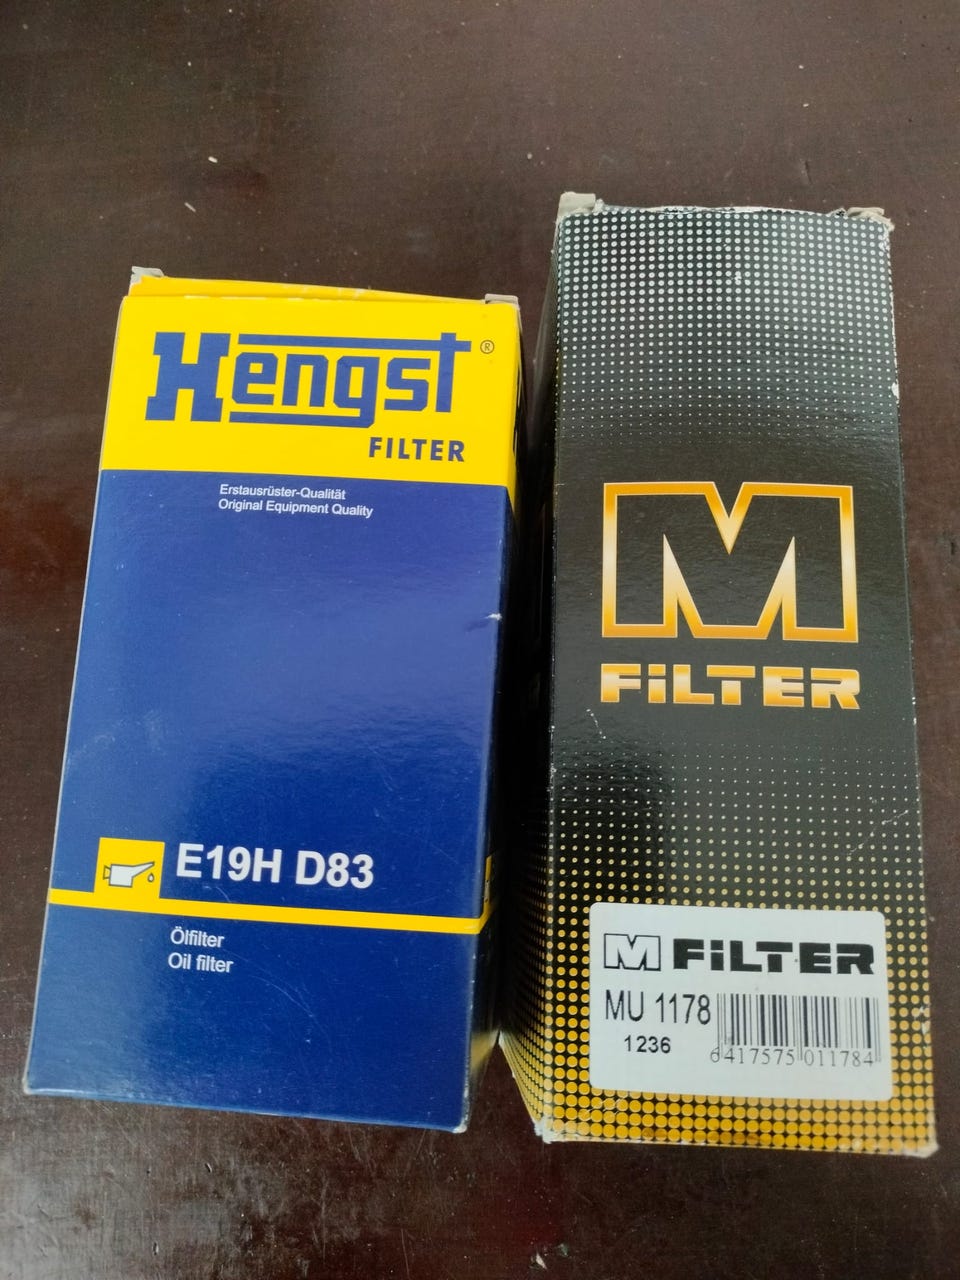 Hengst®
FILTER
Erstausrüster-Qualität
Original Equipment Quality
E19H D83
Ölfilter
Oil filter
M
FiLTER
M FiLTER
MU 1178
1236
6417575 011784